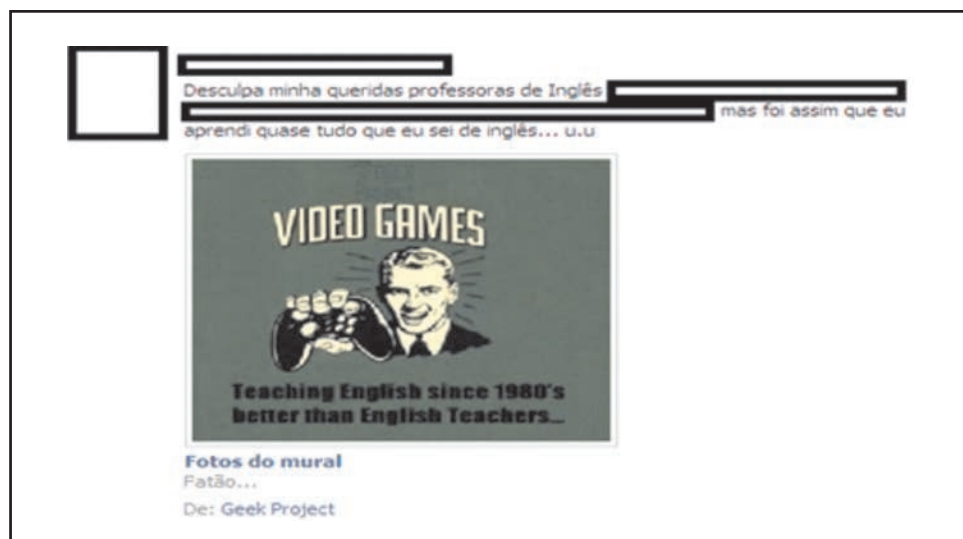 Desculpa minha queridas professoras de Inglês
mas foi assim que eu
aprendi quase tudo que eu sei de inglês... u.u
VIDEO GAMES
Teaching English since 1980's
better than English Teachers...
Fotos do mural
Fatão...
De: Geek Project